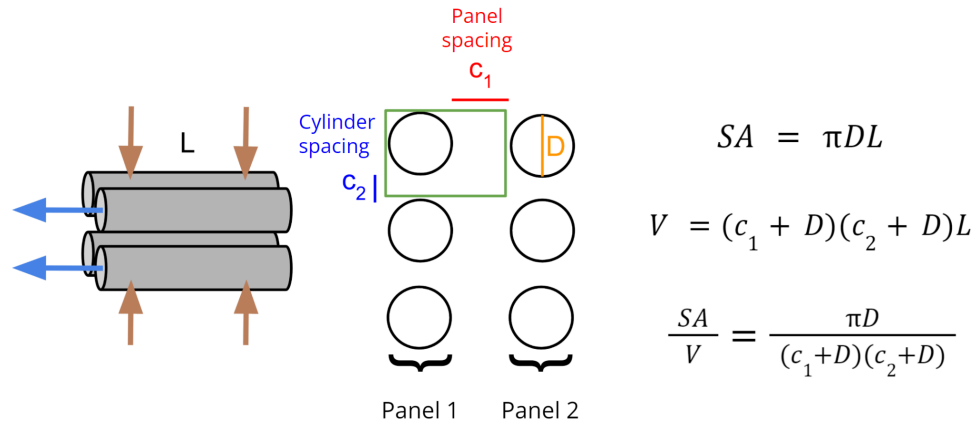 Panel
spacing
c₁
L
Cylinder
spacing
c₂
D
Panel 1
Panel 2
SA = πDL
V = (c₁ + D)(c₂ + D)L
SA/V = πD/((c₁+D)(c₂+D))